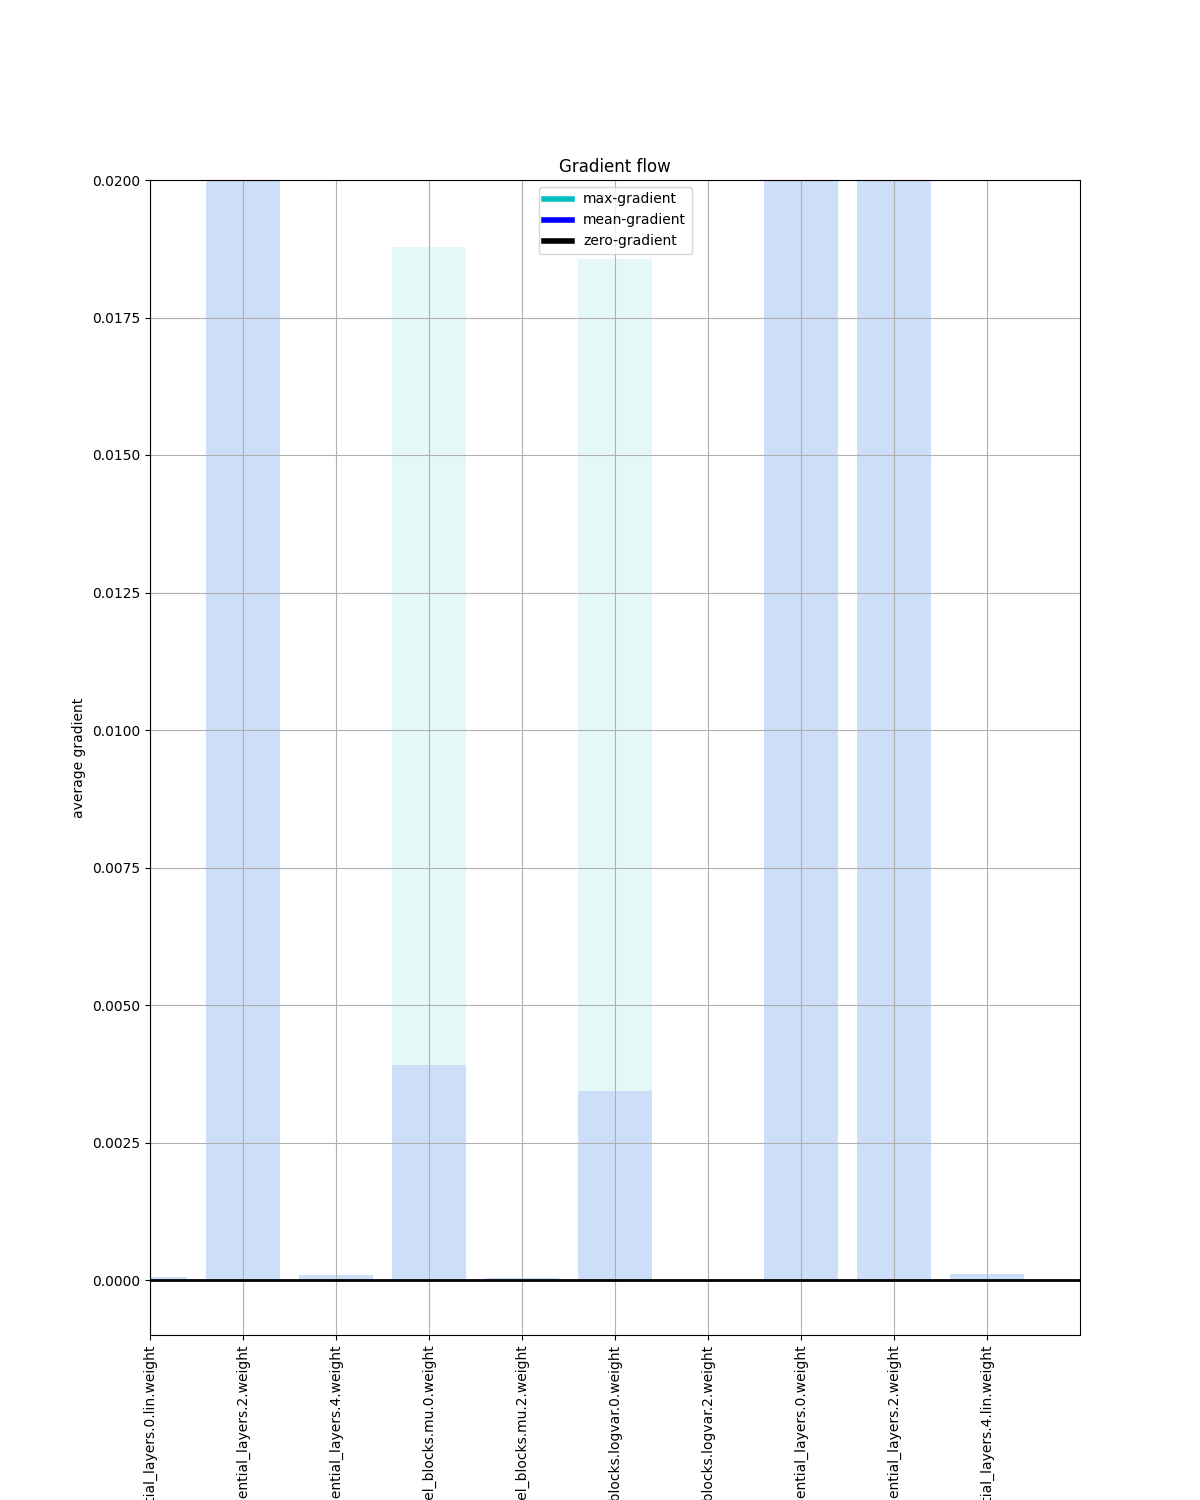 Gradient flow
max-gradient
mean-gradient
zero-gradient
average gradient
0.0200
0.0175
0.0150
0.0125
0.0100
0.0075
0.0050
0.0025
0.0000
tial_layers.0.lin.weight
ential_layers.2.weight
ential_layers.4.weight
el_blocks.mu.0.weight
el_blocks.mu.2.weight
blocks.logvar.0.weight
blocks.logvar.2.weight
ential_layers.0.weight
ential_layers.2.weight
tial_layers.4.lin.weight